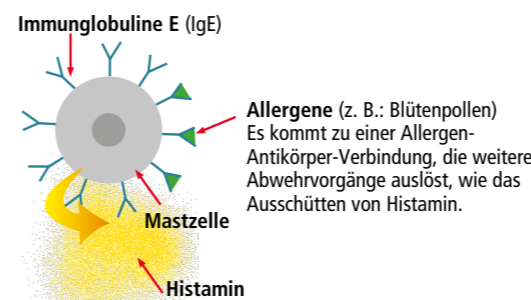 Immunglobuline E (IgE)
Allergene (z. B.: Blütenpollen)
Es kommt zu einer Allergen-
Antikörper-Verbindung, die weitere
Abwehrvorgänge auslöst, wie das
Ausschütten von Histamin.
Mastzelle
Histamin